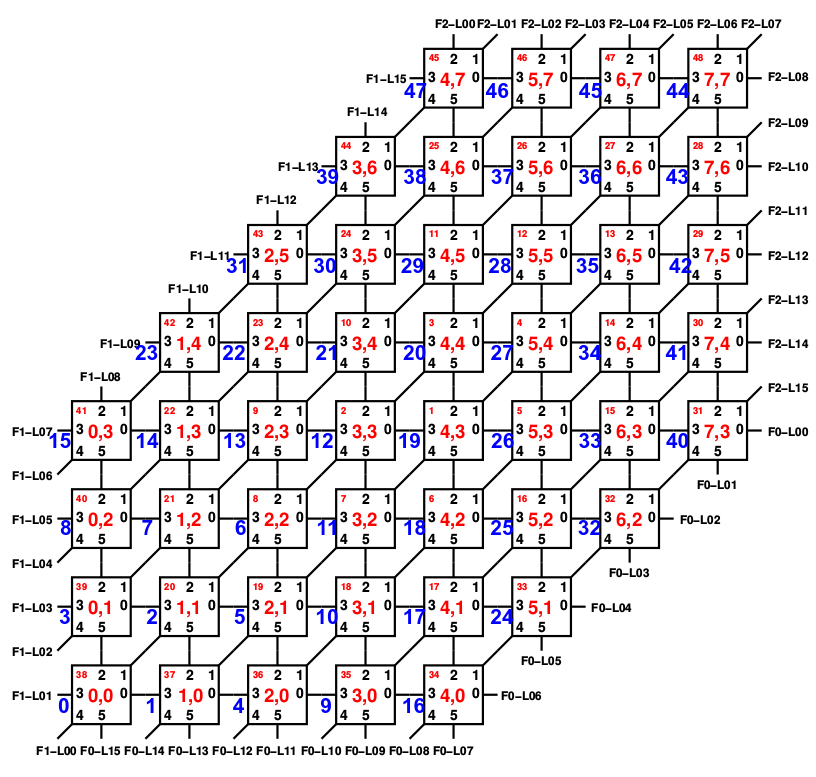 F2–L00 F2–L01 F2–L02 F2–L03 F2–L04 F2–L05 F2–L06 F2–L07
45 2 1 46 2 1 47 2 1 48 2 1
F1–L15 3 4,7 0 3 5,7 0 3 6,7 0 3 7,7 0 F2–L08
47 4 5 46 4 5 45 4 5 44 4 5
F1–L14 F2–L09
44 2 1 25 2 1 26 2 1 27 2 1 28 2 1
F1–L13 3 3,6 0 3 4,6 0 3 5,6 0 3 6,6 0 3 7,6 0 F2–L10
39 4 5 38 4 5 37 4 5 36 4 5 43 4 5
F1–L12 F2–L11
43 2 1 24 2 1 11 2 1 12 2 1 13 2 1 29 2 1
F1–L11 3 2,5 0 3 3,5 0 3 4,5 0 3 5,5 0 3 6,5 0 3 7,5 0 F2–L12
31 4 5 30 4 5 29 4 5 28 4 5 35 4 5 42 4 5
F1–L10 F2–L13
42 2 1 23 2 1 10 2 1 3 2 1 4 2 1 14 2 1 30 2 1
F1–L09 3 1,4 0 3 2,4 0 3 3,4 0 3 4,4 0 3 5,4 0 3 6,4 0 3 7,4 0 F2–L14
23 4 5 22 4 5 21 4 5 20 4 5 27 4 5 34 4 5 41 4 5
F1–L08 F2–L15
41 2 1 22 2 1 9 2 1 2 2 1 1 2 1 5 2 1 15 2 1 31 2 1
F1–L07 3 0,3 0 3 1,3 0 3 2,3 0 3 3,3 0 3 4,3 0 3 5,3 0 3 6,3 0 3 7,3 0 F0–L00
15 4 5 14 4 5 13 4 5 12 4 5 19 4 5 26 4 5 33 4 5 40 4 5
F1–L06 F0–L01
40 2 1 21 2 1 8 2 1 7 2 1 6 2 1 16 2 1 32 2 1
F1–L05 3 0,2 0 3 1,2 0 3 2,2 0 3 3,2 0 3 4,2 0 3 5,2 0 3 6,2 0 F0–L02
8 4 5 7 4 5 6 4 5 11 4 5 18 4 5 25 4 5 32 4 5
F1–L04 F0–L03
39 2 1 20 2 1 19 2 1 18 2 1 17 2 1 33 2 1
F1–L03 3 0,1 0 3 1,1 0 3 2,1 0 3 3,1 0 3 4,1 0 3 5,1 0 F0–L04
3 4 5 2 4 5 5 4 5 10 4 5 17 4 5 24 4 5
F1–L02 F0–L05
38 2 1 37 2 1 36 2 1 35 2 1 34 2 1
F1–L01 3 0,0 0 3 1,0 0 3 2,0 0 3 3,0 0 3 4,0 0 F0–L06
0 4 5 1 4 5 4 4 5 9 4 5 16 4 5
F1–L00 F0–L15 F0–L14 F0–L13 F0–L12 F0–L11 F0–L10 F0–L09 F0–L08 F0–L07